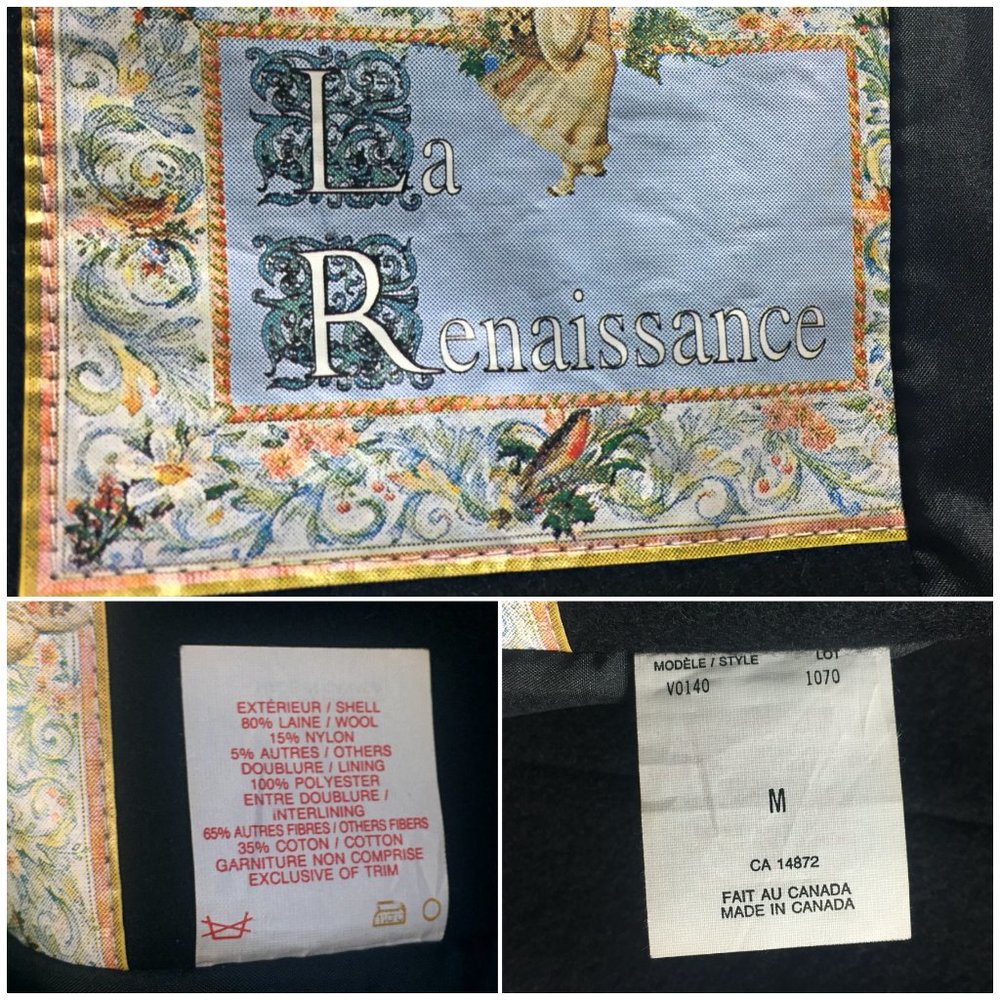 La
Renaissance
EXTÉRIEUR / SHELL
80% LAINE / WOOL
15% NYLON
5% AUTRES / OTHERS
DOUBLURE / LINING
100% POLYESTER
ENTRE DOUBLURE /
INTERLINING
65% AUTRES FIBRES / OTHERS FIBERS
35% COTON / COTTON
GARNITURE NON COMPRISE
EXCLUSIVE OF TRIM
MODÈLE / STYLE LOT
V0140 1070
M
CA 14872
FAIT AU CANADA
MADE IN CANADA